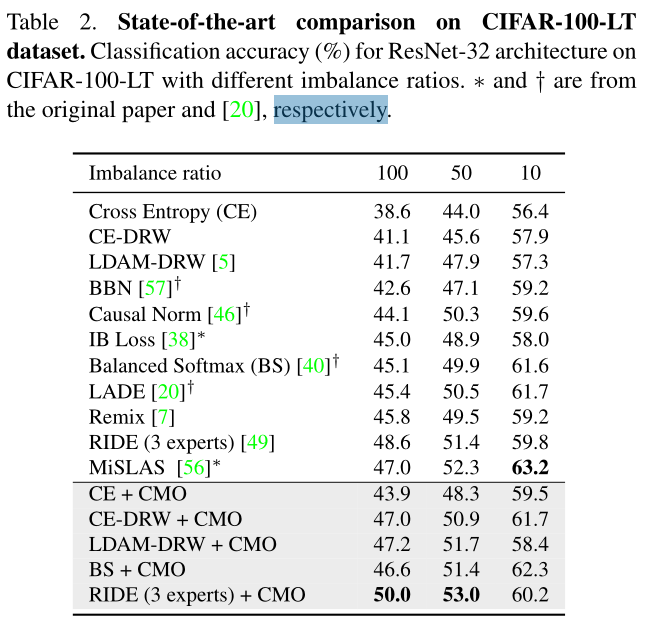 Table 2. State-of-the-art comparison on CIFAR-100-LT
dataset. Classification accuracy (%) for ResNet-32 architecture on
CIFAR-100-LT with different imbalance ratios. ∗ and † are from
the original paper and [20], respectively.
Imbalance ratio 100 50 10
Cross Entropy (CE) 38.6 44.0 56.4
CE-DRW 41.1 45.6 57.9
LDAM-DRW [5] 41.7 47.9 57.3
BBN [57]† 42.6 47.1 59.2
Causal Norm [46]† 44.1 50.3 59.6
IB Loss [38]* 45.0 48.9 58.0
Balanced Softmax (BS) [40]† 45.1 49.9 61.6
LADE [20]† 45.4 50.5 61.7
Remix [7] 45.8 49.5 59.2
RIDE (3 experts) [49] 48.6 51.4 59.8
MiSLAS [56]* 47.0 52.3 63.2
CE + CMO 43.9 48.3 59.5
CE-DRW + CMO 47.0 50.9 61.7
LDAM-DRW + CMO 47.2 51.7 58.4
BS + CMO 46.6 51.4 62.3
RIDE (3 experts) + CMO 50.0 53.0 60.2